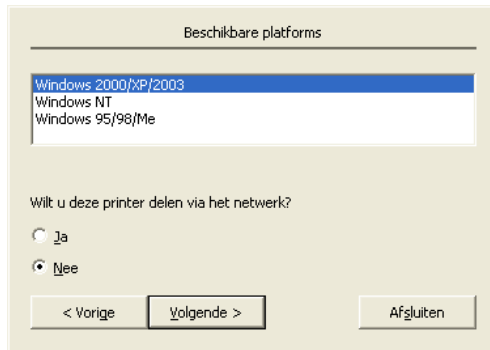 Beschikbare platforms
Windows 2000/XP/2003
Windows NT
Windows 95/98/Me
Wilt u deze printer delen via het netwerk?
Ja
Nee
< Vorige Volgende > Afsluiten